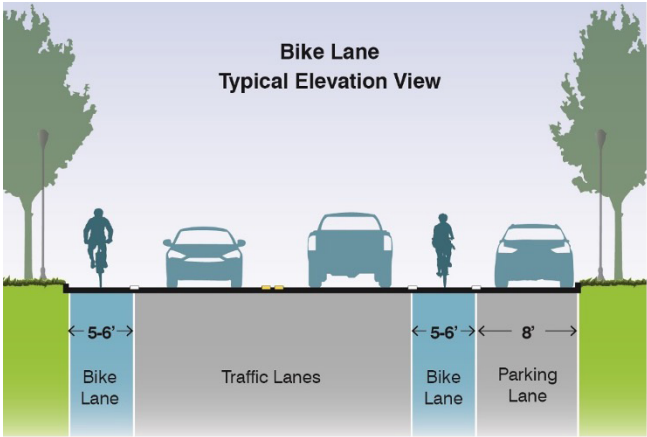 Bike Lane
Typical Elevation View
5-6’
5-6’
8’
Bike
Lane
Traffic Lanes
Bike
Lane
Parking
Lane